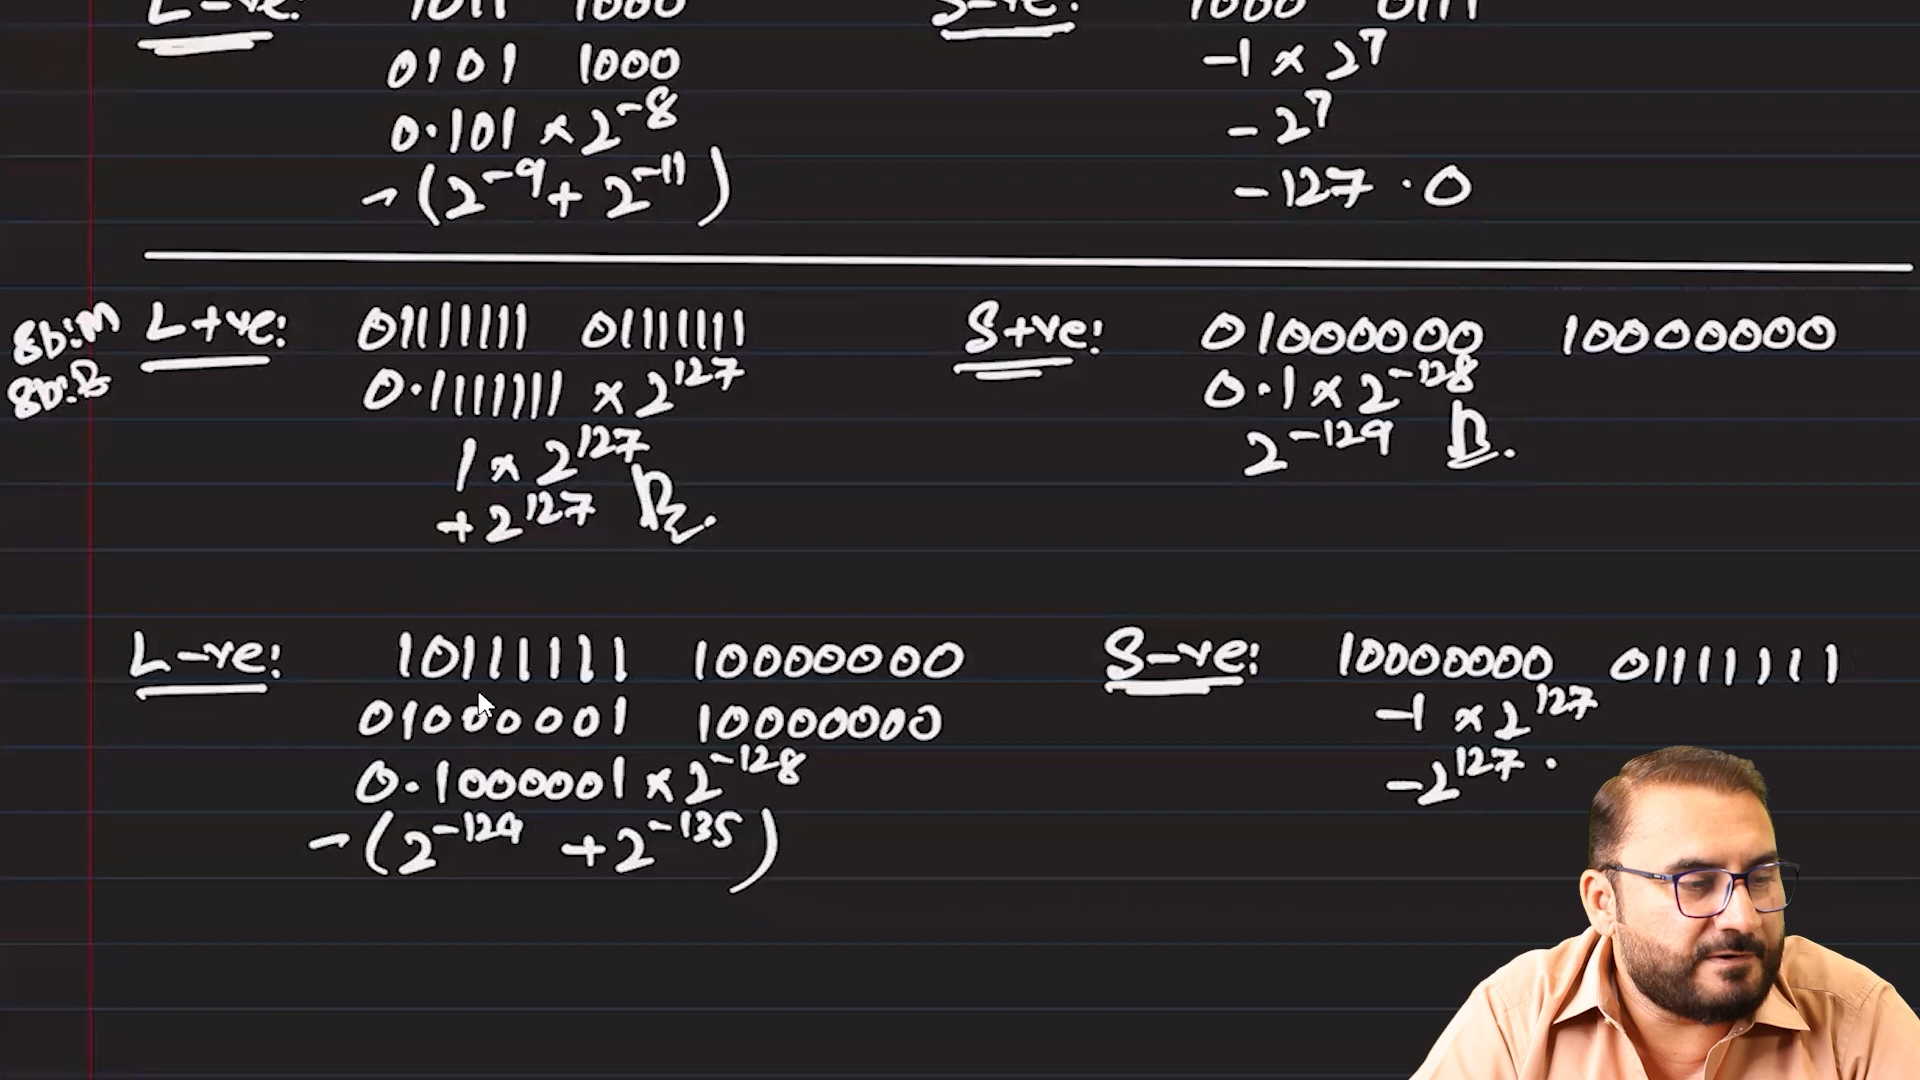 L-ve: 1011 1000
0101 1000
0.101 × 2^-8
-(2^-9 + 2^-11)
S-ve: 1000 0111
-1 × 2^7
-2^7
-127.0
8b:M
8b:E
L+ve: 01111111 01111111
0.1111111 × 2^127
1 × 2^127
+2^127
S+ve: 01000000 10000000
0.1 × 2^-128
2^-129
L-ve: 10111111 10000000
01000001 10000000
0.1000001 × 2^-128
-(2^-129 + 2^-135)
S-ve: 10000000 01111111
-1 × 2^127
-2^127.